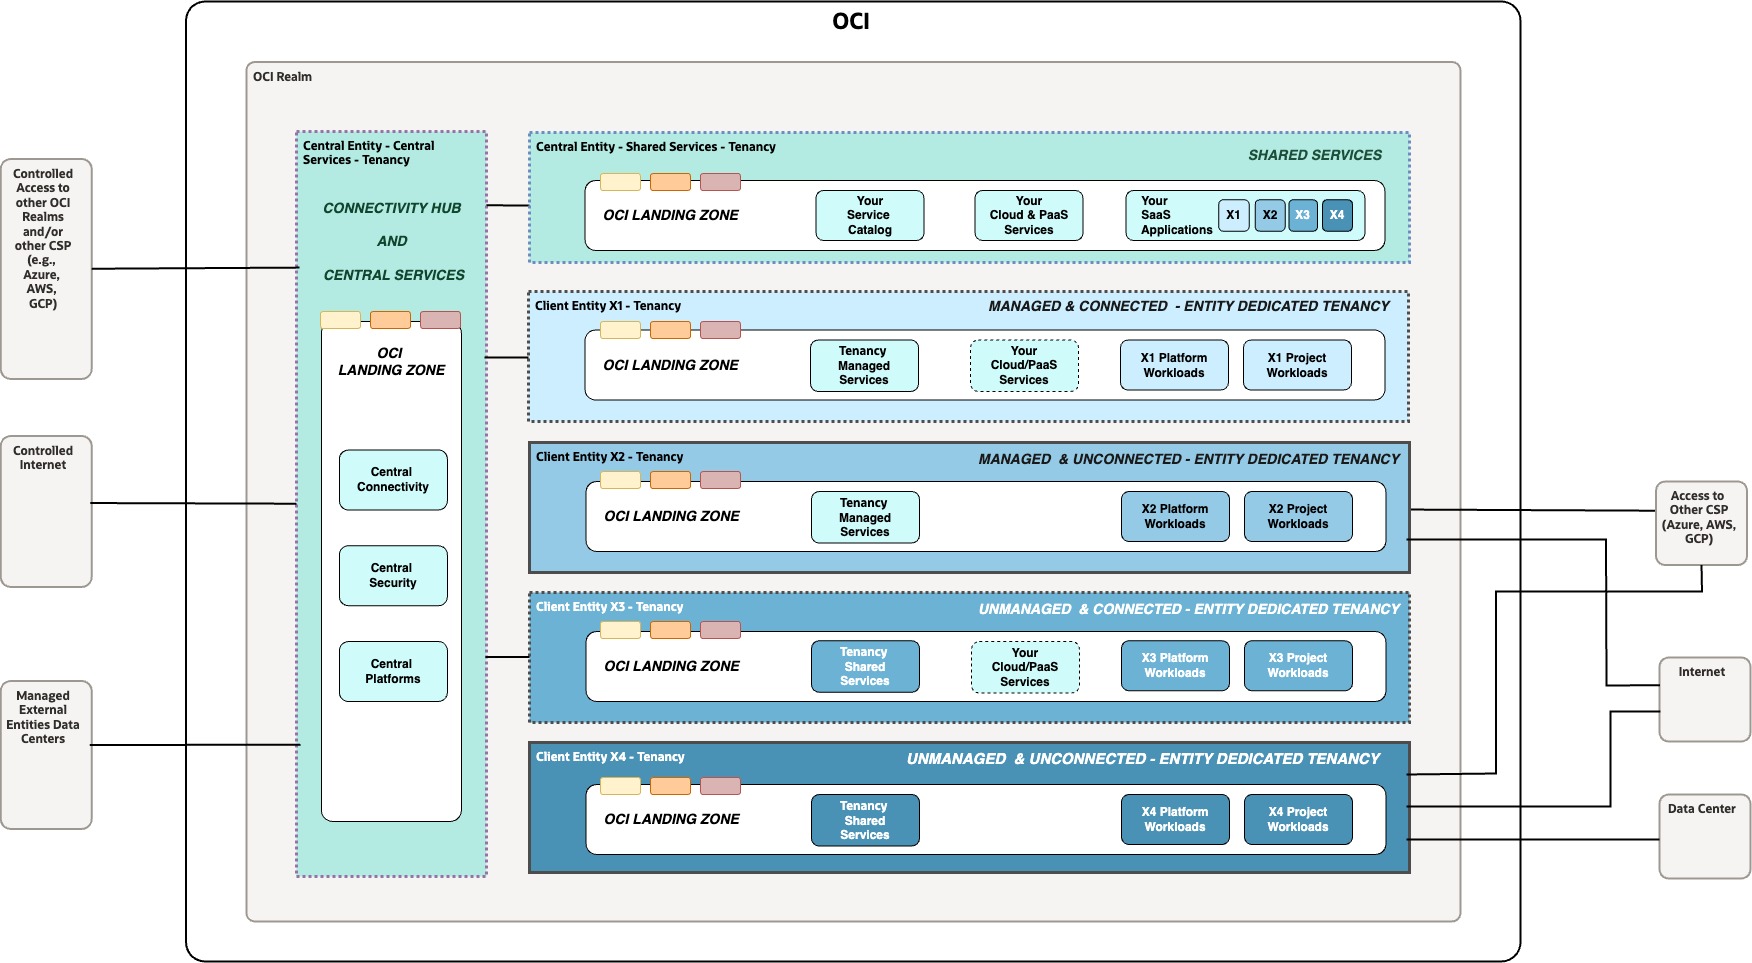 OCI
OCI Realm
Controlled
Access to
other OCI
Realms
and/or
other CSP
(e.g.,
Azure,
AWS,
GCP)
Controlled
Internet
Managed
External
Entities Data
Centers
Central Entity - Central
Services - Tenancy
CONNECTIVITY HUB
AND
CENTRAL SERVICES
OCI
LANDING ZONE
Central
Connectivity
Central
Security
Central
Platforms
Central Entity - Shared Services - Tenancy
SHARED SERVICES
OCI LANDING ZONE
Your
Service
Catalog
Your
Cloud & PaaS
Services
Your
SaaS
Applications
X1
X2
X3
X4
Client Entity X1 - Tenancy
MANAGED & CONNECTED - ENTITY DEDICATED TENANCY
OCI LANDING ZONE
Tenancy
Managed
Services
Your
Cloud/PaaS
Services
X1 Platform
Workloads
X1 Project
Workloads
Client Entity X2 - Tenancy
MANAGED & UNCONNECTED - ENTITY DEDICATED TENANCY
OCI LANDING ZONE
Tenancy
Managed
Services
X2 Platform
Workloads
X2 Project
Workloads
Client Entity X3 - Tenancy
UNMANAGED & CONNECTED - ENTITY DEDICATED TENANCY
OCI LANDING ZONE
Tenancy
Shared
Services
Your
Cloud/PaaS
Services
X3 Platform
Workloads
X3 Project
Workloads
Client Entity X4 - Tenancy
UNMANAGED & UNCONNECTED - ENTITY DEDICATED TENANCY
OCI LANDING ZONE
Tenancy
Shared
Services
X4 Platform
Workloads
X4 Project
Workloads
Access to
Other CSP
(Azure, AWS,
GCP)
Internet
Data Center